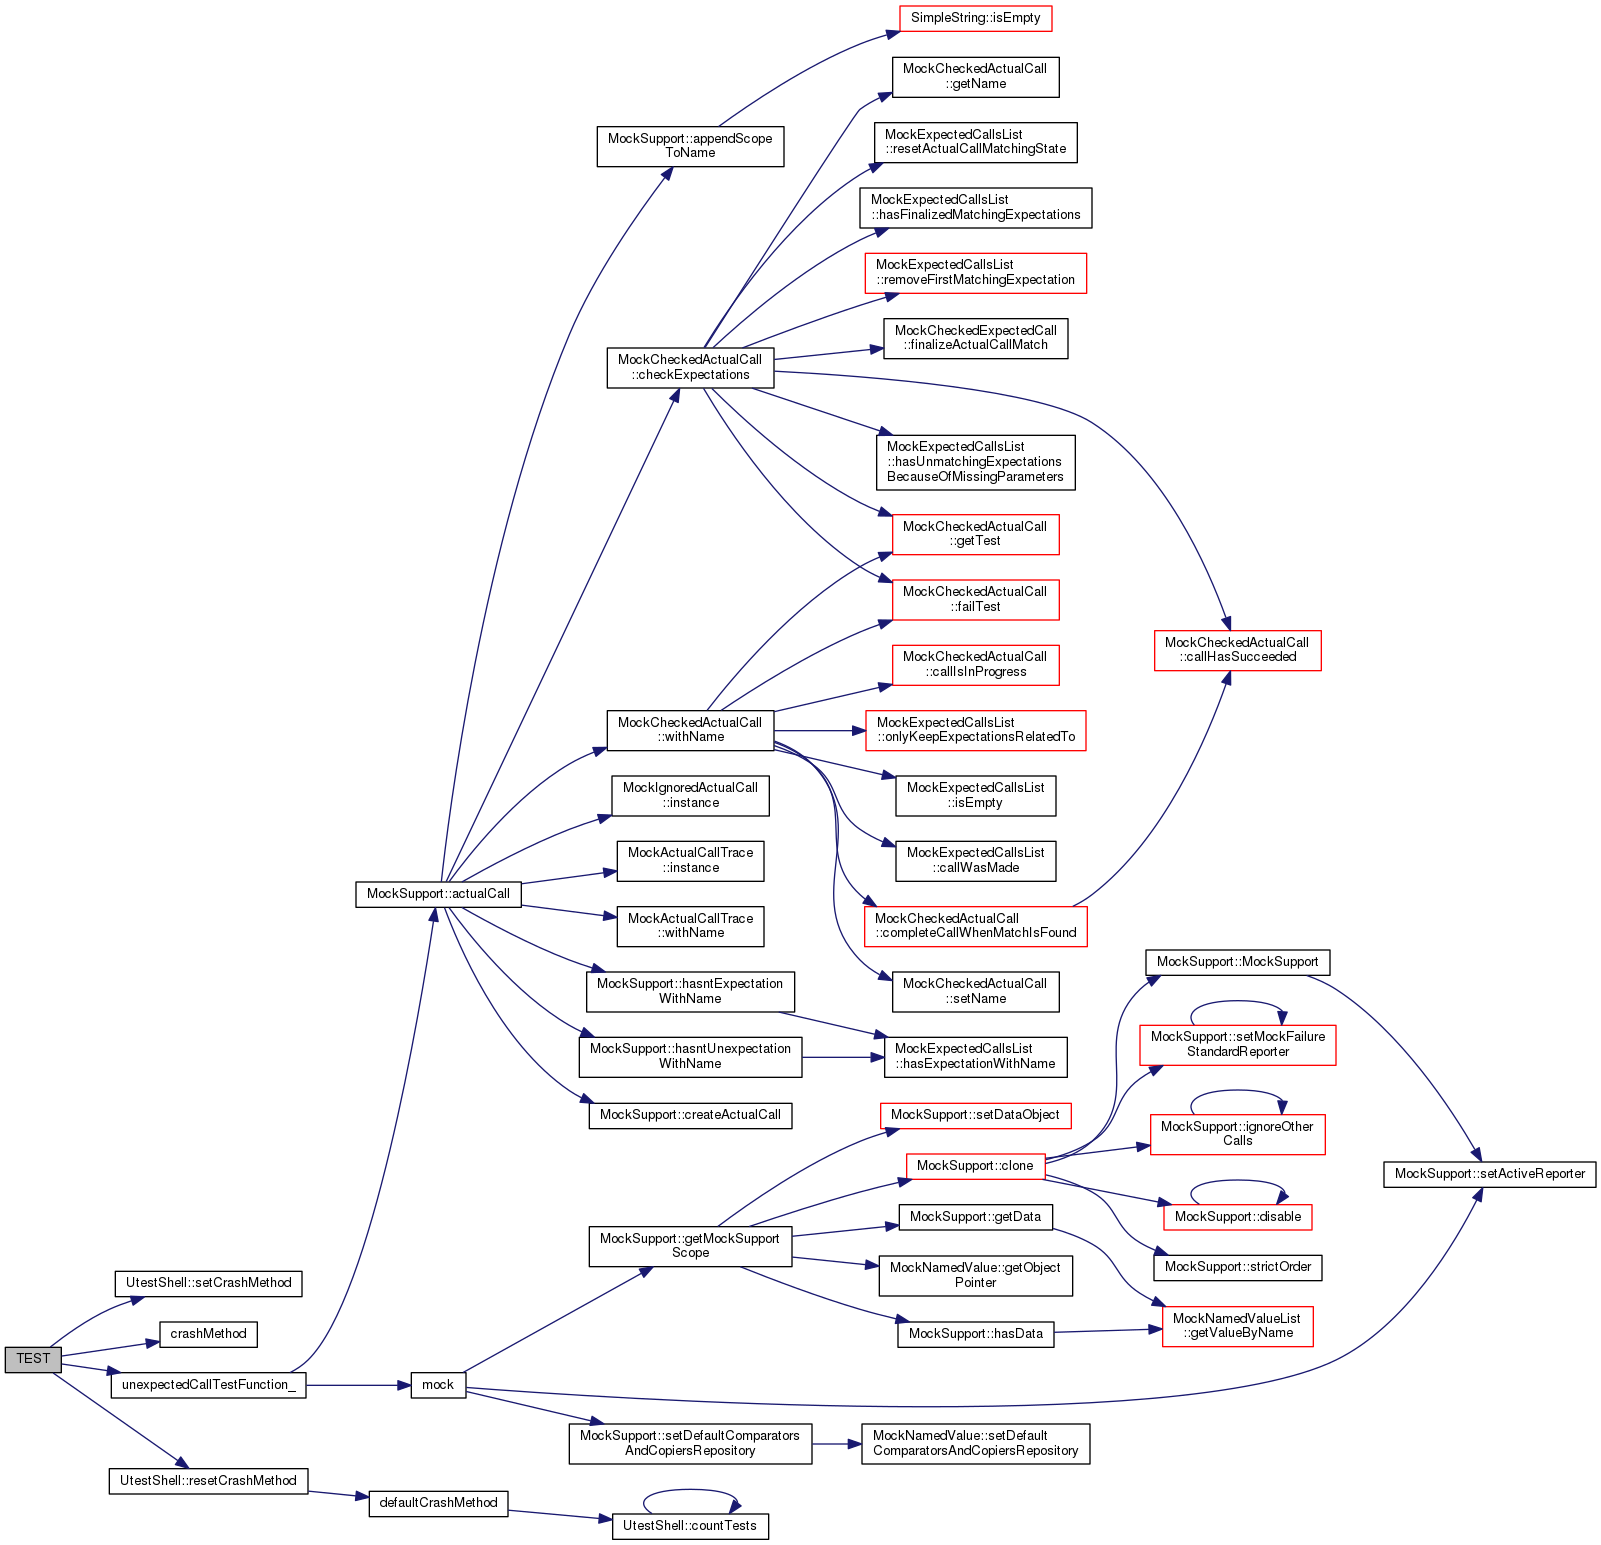 SimpleString::isEmpty
MockCheckedActualCall
::getName
MockExpectedCallsList
::resetActualCallMatchingState
MockSupport::appendScope
ToName
MockExpectedCallsList
::hasFinalizedMatchingExpectations
MockExpectedCallsList
::removeFirstMatchingExpectation
MockCheckedExpectedCall
::finalizeActualCallMatch
MockCheckedActualCall
::checkExpectations
MockExpectedCallsList
::hasUnmatchingExpectations
BecauseOfMissingParameters
MockCheckedActualCall
::getTest
MockCheckedActualCall
::failTest
MockCheckedActualCall
::callHasSucceeded
MockCheckedActualCall
::callIsInProgress
MockCheckedActualCall
::withName
MockExpectedCallsList
::onlyKeepExpectationsRelatedTo
MockIgnoredActualCall
::instance
MockExpectedCallsList
::isEmpty
MockActualCallTrace
::instance
MockExpectedCallsList
::callWasMade
MockSupport::actualCall
MockActualCallTrace
::withName
MockCheckedActualCall
::completeCallWhenMatchIsFound
MockSupport::hasntExpectation
WithName
MockCheckedActualCall
::setName
MockSupport::MockSupport
MockSupport::setMockFailure
StandardReporter
MockSupport::hasntUnexpectation
WithName
MockExpectedCallsList
::hasExpectationWithName
MockSupport::createActualCall
MockSupport::setDataObject
MockSupport::ignoreOther
Calls
MockSupport::clone
MockSupport::setActiveReporter
MockSupport::getData
MockSupport::disable
MockSupport::getMockSupport
Scope
MockNamedValue::getObject
Pointer
MockSupport::strictOrder
UtestShell::setCrashMethod
MockSupport::hasData
MockNamedValueList
::getValueByName
crashMethod
TEST
unexpectedCallTestFunction_
mock
MockSupport::setDefaultComparators
AndCopiersRepository
MockNamedValue::setDefault
ComparatorsAndCopiersRepository
UtestShell::resetCrashMethod
defaultCrashMethod
UtestShell::countTests